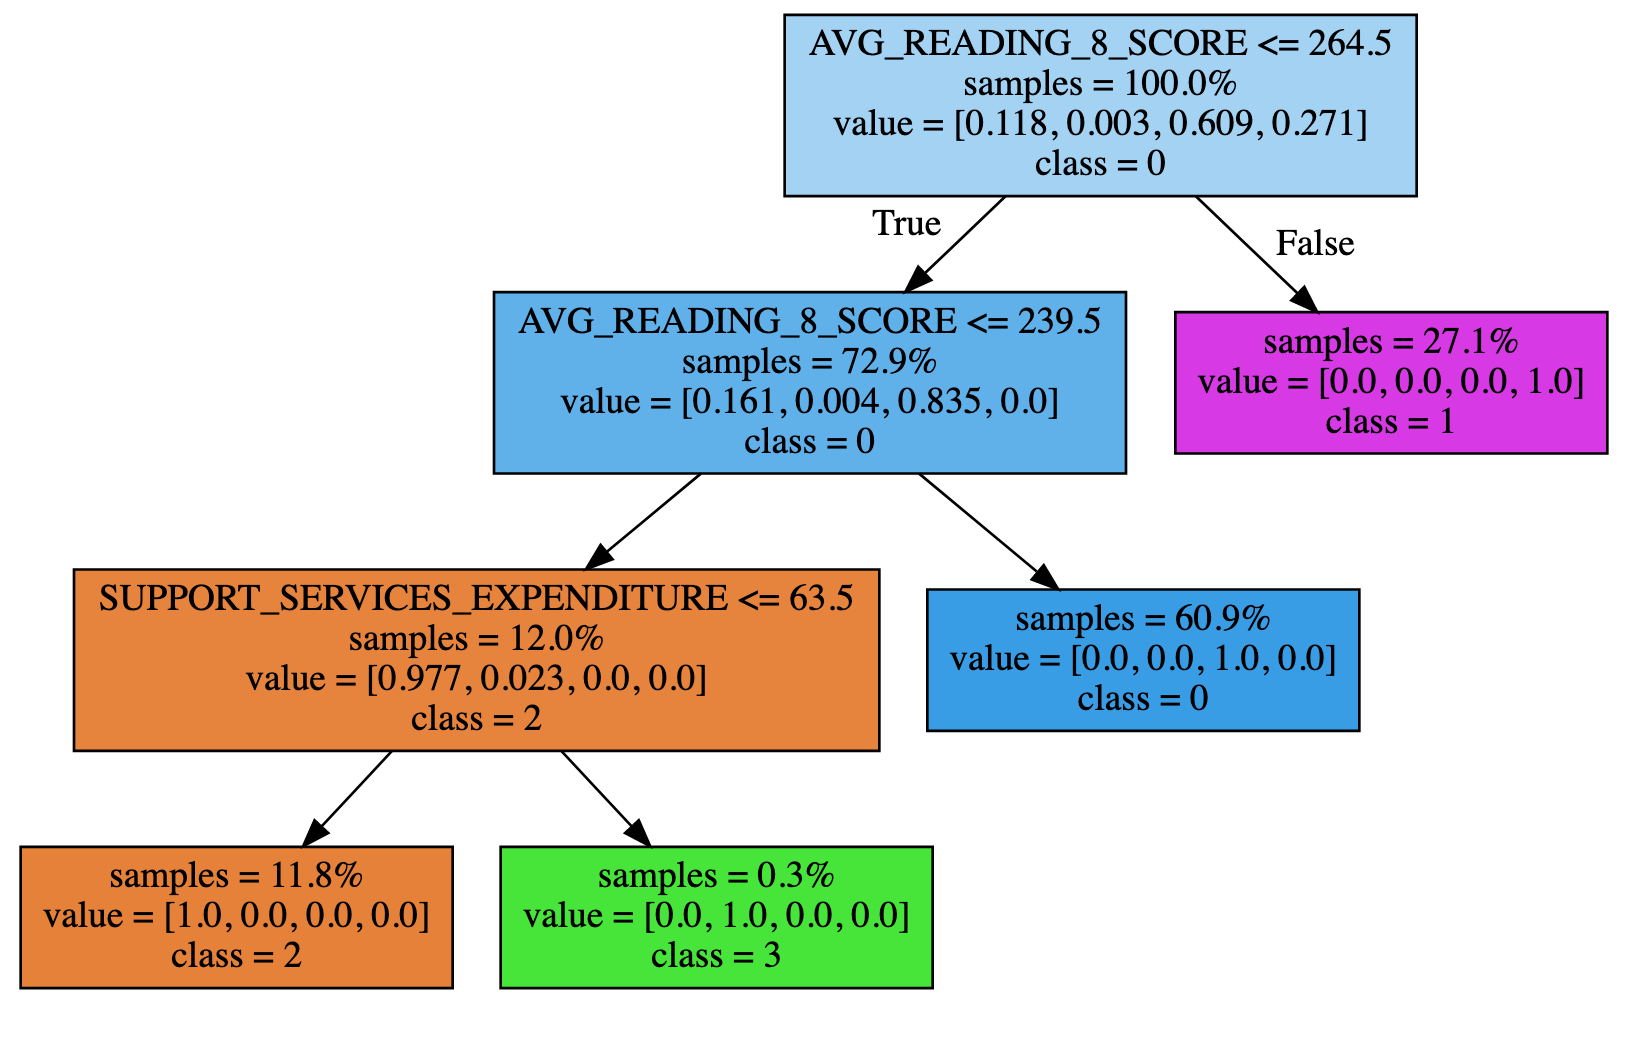 AVG_READING_8_SCORE <= 264.5
samples = 100.0%
value = [0.118, 0.003, 0.609, 0.271]
class = 0
True
False
AVG_READING_8_SCORE <= 239.5
samples = 72.9%
value = [0.161, 0.004, 0.835, 0.0]
class = 0
samples = 27.1%
value = [0.0, 0.0, 0.0, 1.0]
class = 1
SUPPORT_SERVICES_EXPENDITURE <= 63.5
samples = 12.0%
value = [0.977, 0.023, 0.0, 0.0]
class = 2
samples = 60.9%
value = [0.0, 0.0, 1.0, 0.0]
class = 0
samples = 11.8%
value = [1.0, 0.0, 0.0, 0.0]
class = 2
samples = 0.3%
value = [0.0, 1.0, 0.0, 0.0]
class = 3